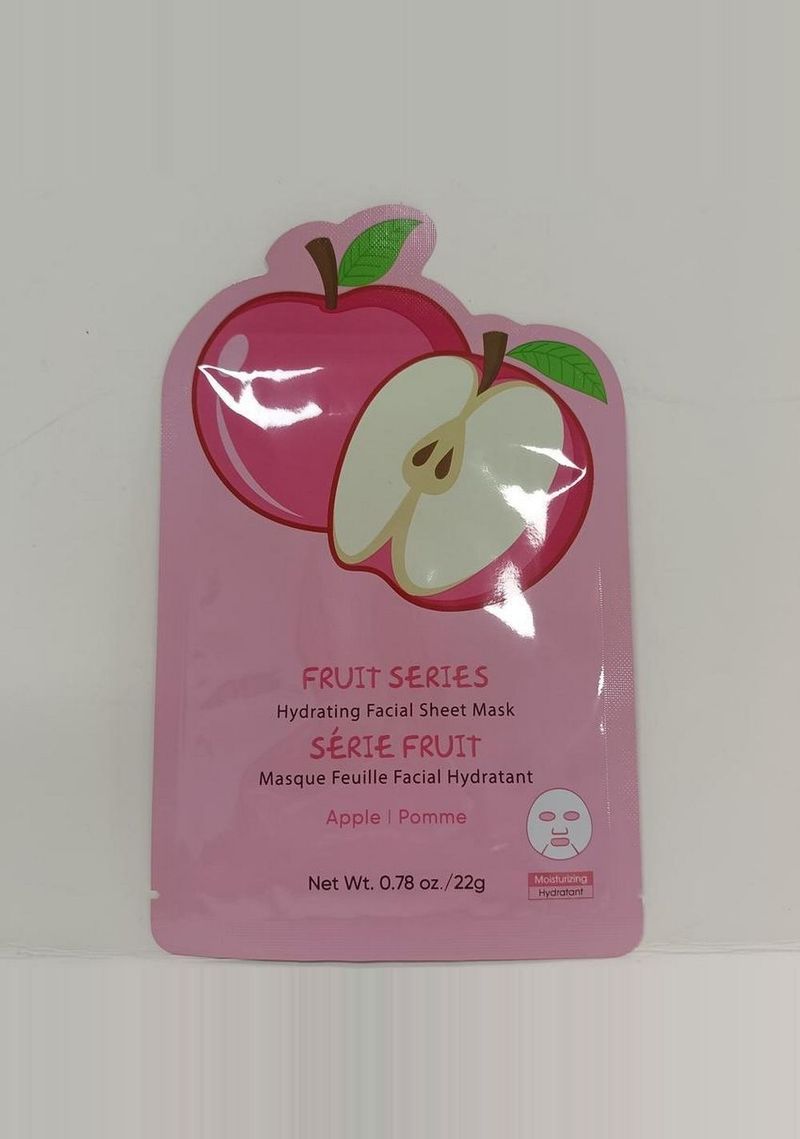 FRUIT SERIES
Hydrating Facial Sheet Mask
SÉRIE FRUIT
Masque Feuille Facial Hydratant
Apple | Pomme
Moisturizing
Hydratant
Net Wt. 0.78 oz./22g